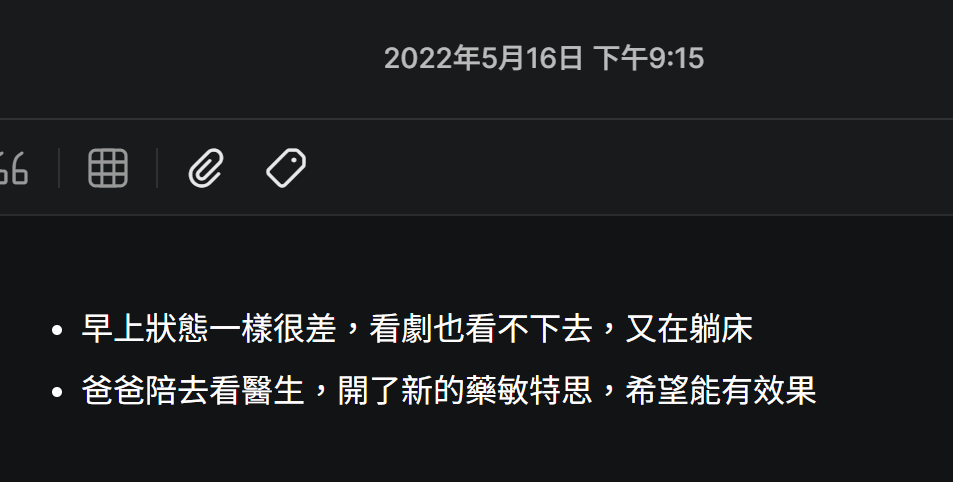 2022年5月16日 下午9:15
早上狀態一樣很差，看劇也看不下去，又在躺床
爸爸陪去看醫生，開了新的藥敏特思，希望能有效果